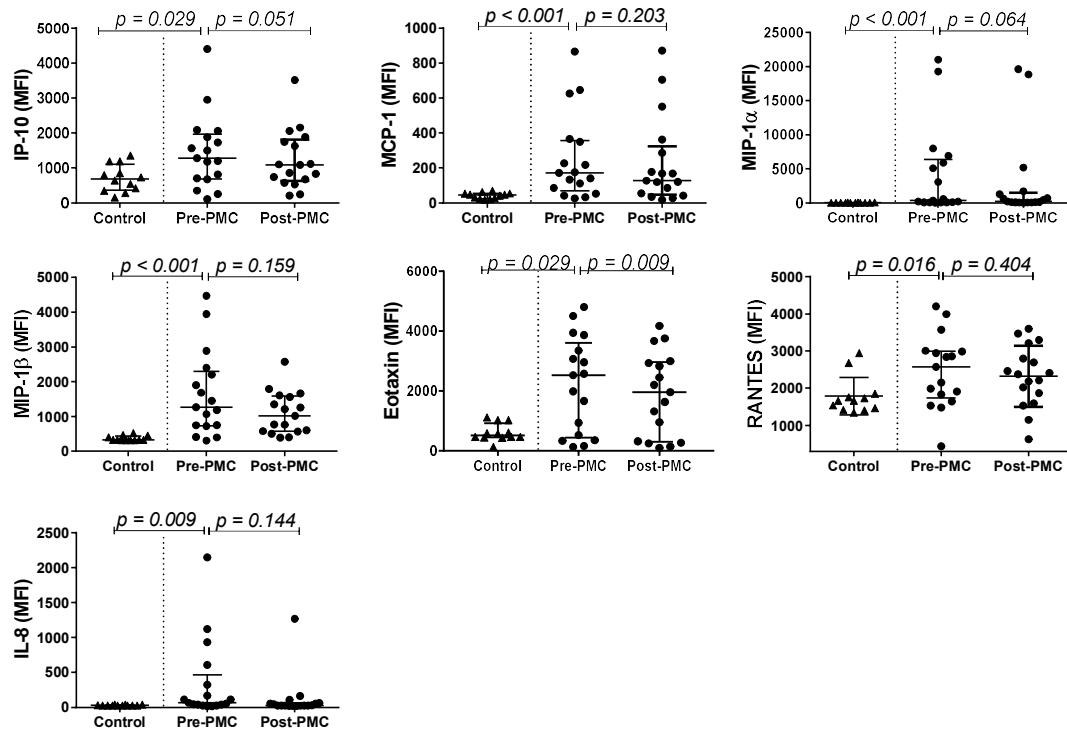 p = 0.029 p = 0.051
IP-10 (MFI)
5000
4000
3000
2000
1000
0
Control Pre-PMC Post-PMC
p < 0.001 p = 0.203
MCP-1 (MFI)
1000
800
600
400
200
0
Control Pre-PMC Post-PMC
p < 0.001 p = 0.064
MIP-1α (MFI)
25000
20000
15000
10000
5000
0
Control Pre-PMC Post-PMC
p < 0.001 p = 0.159
MIP-1β (MFI)
5000
4000
3000
2000
1000
0
Control Pre-PMC Post-PMC
p = 0.029 p = 0.009
Eotaxin (MFI)
6000
4000
2000
0
Control Pre-PMC Post-PMC
p = 0.016 p = 0.404
RANTES (MFI)
5000
4000
3000
2000
1000
Control Pre-PMC Post-PMC
p = 0.009 p = 0.144
IL-8 (MFI)
2500
2000
1500
1000
500
0
Control Pre-PMC Post-PMC